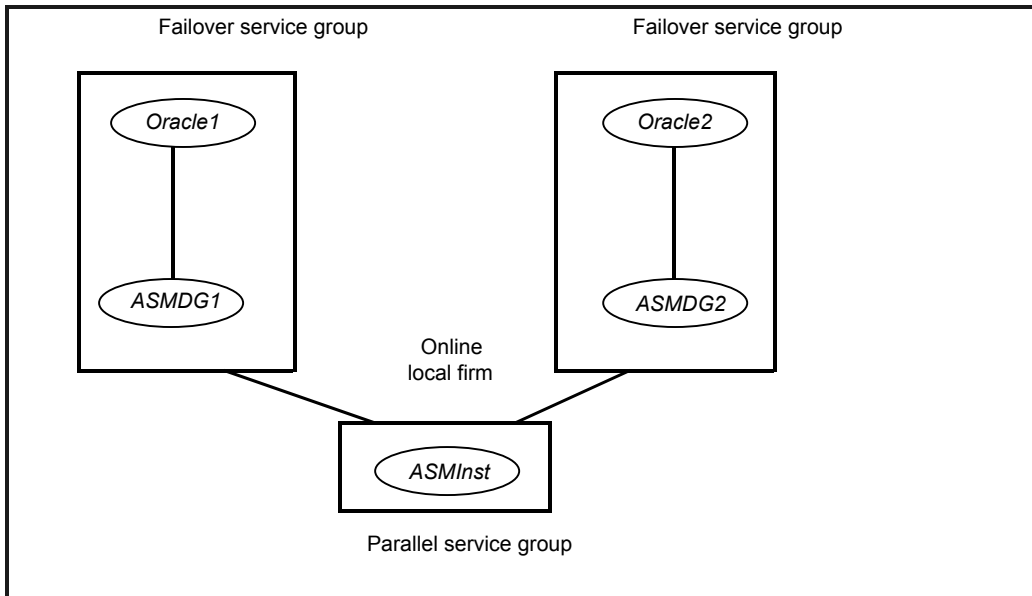 Failover service group
Failover service group
Oracle1
Oracle2
ASMDG1
ASMDG2
Online
local firm
ASMInst
Parallel service group